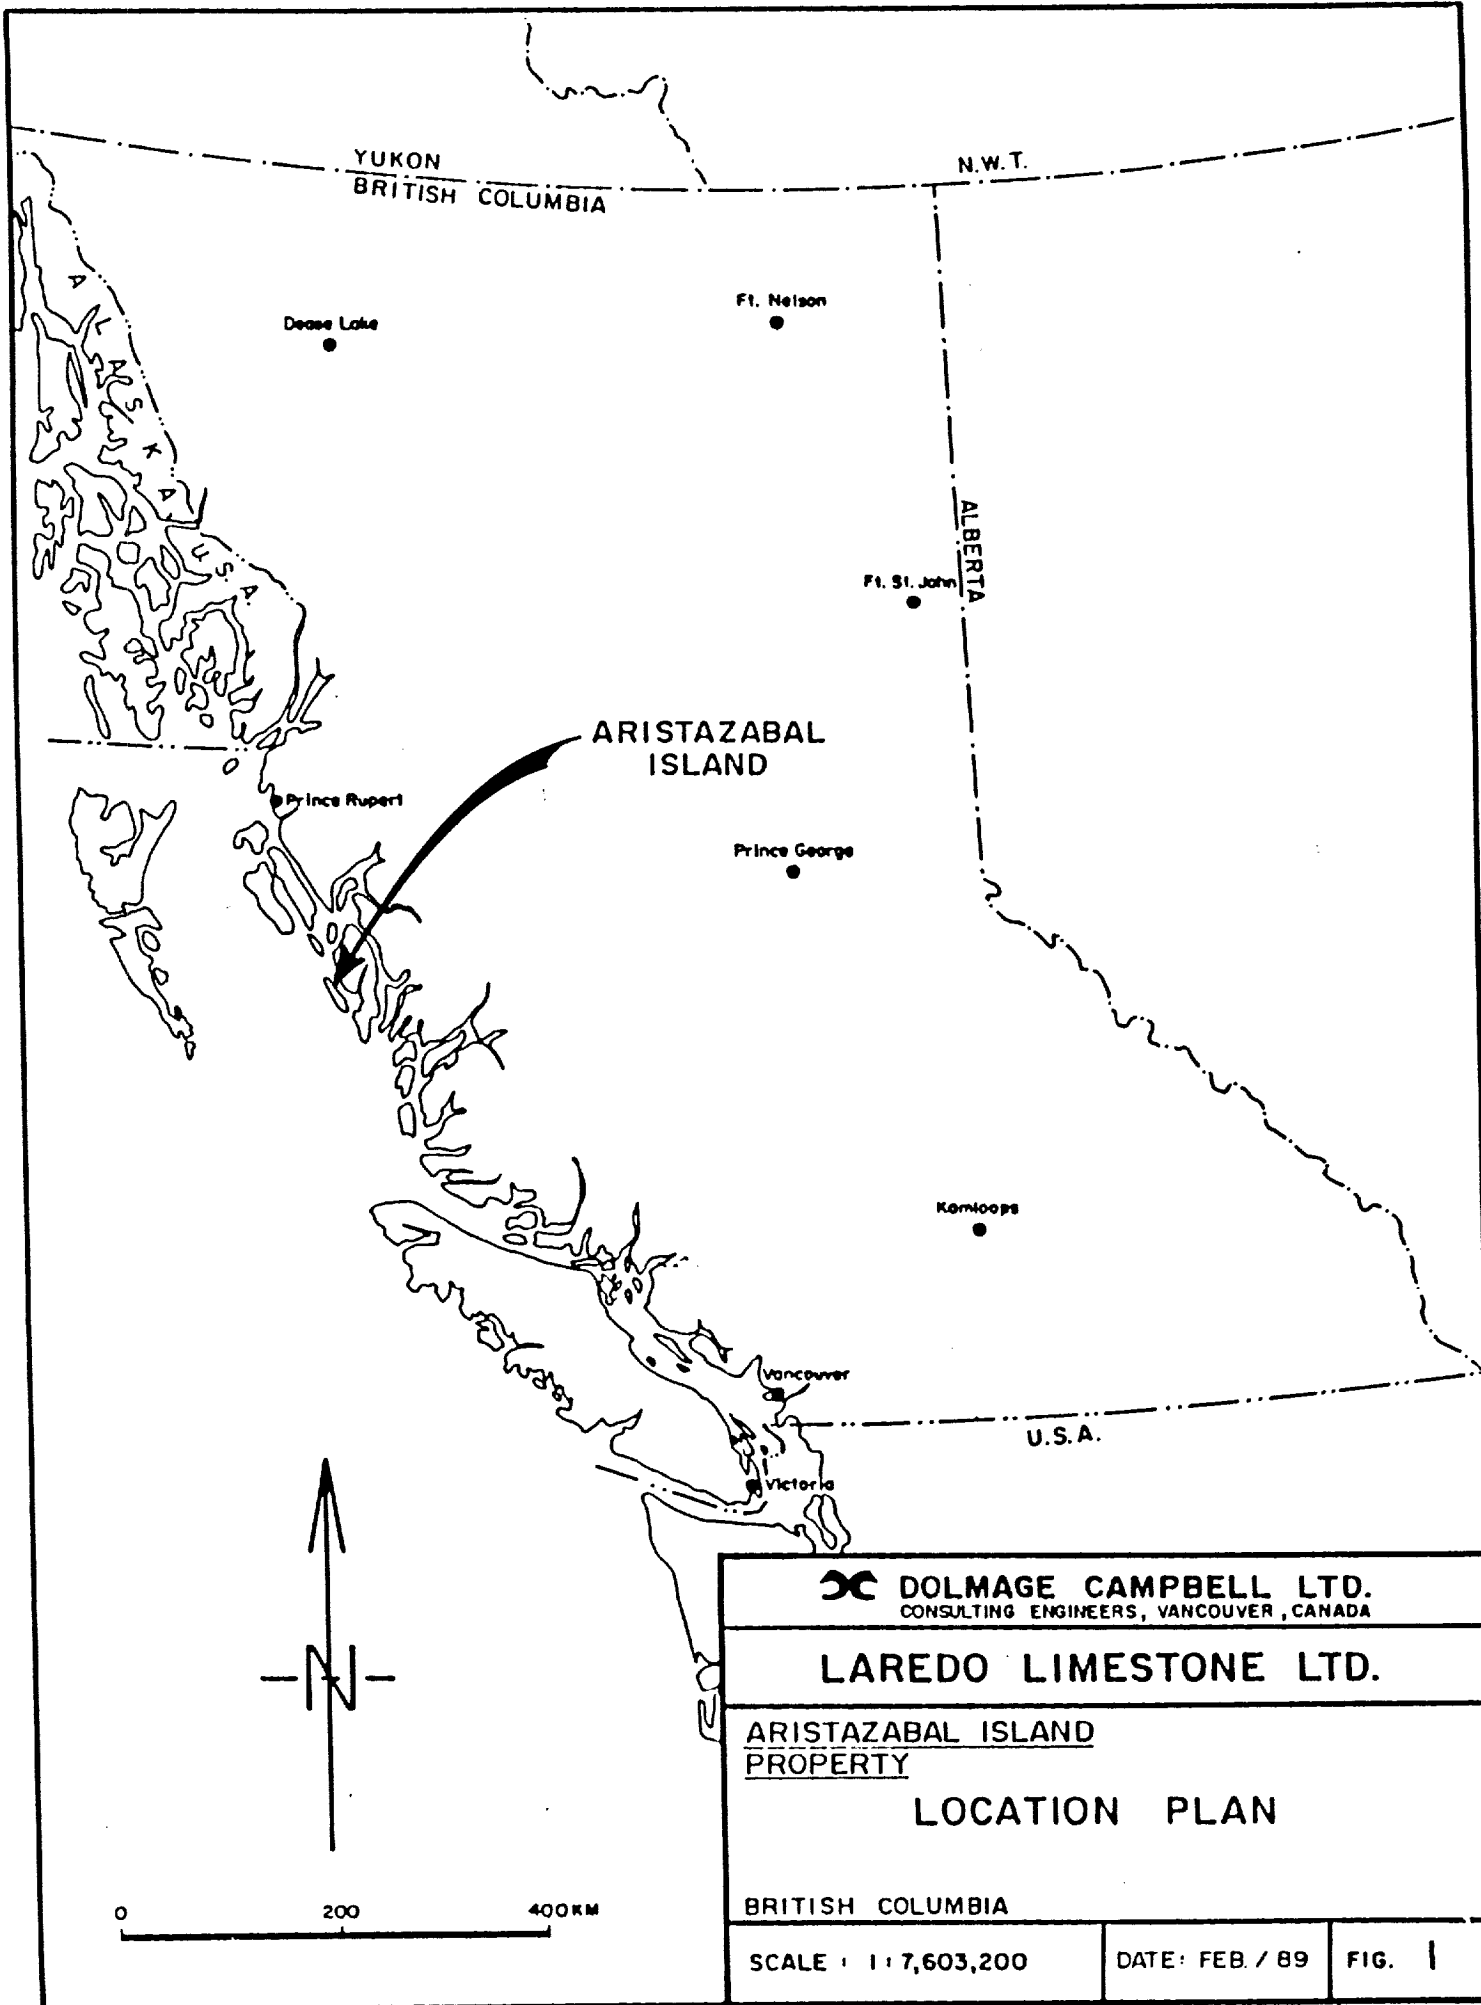 YUKON
BRITISH COLUMBIA
N.W.T.
ALASKA
U.S.A.
Dease Lake
Ft. Nelson
ALBERTA
Ft. St. John
ARISTAZABAL
ISLAND
Prince Rupert
Prince George
Kamloops
Vancouver
U.S.A.
Victoria
N
0 200 400 KM
DOLMAGE CAMPBELL LTD.
CONSULTING ENGINEERS, VANCOUVER, CANADA
LAREDO LIMESTONE LTD.
ARISTAZABAL ISLAND
PROPERTY
LOCATION PLAN
BRITISH COLUMBIA
SCALE : 1:7,603,200
DATE: FEB. / 89
FIG. 1